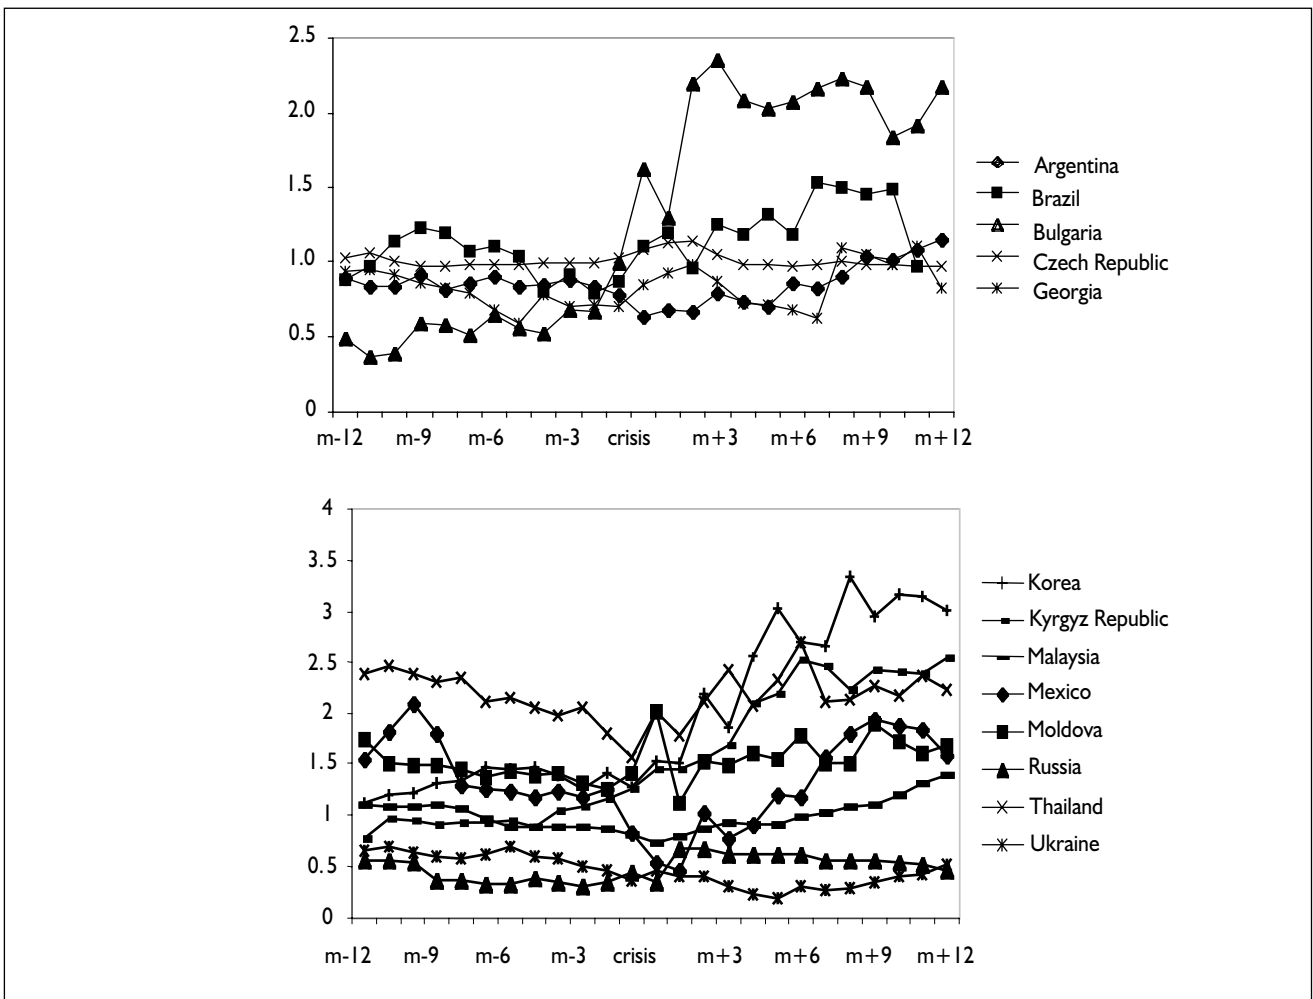 2.5
2.0
1.5
1.0
0.5
0
m-12 m-9 m-6 m-3 crisis m+3 m+6 m+9 m+12
Argentina
Brazil
Bulgaria
Czech Republic
Georgia
4
3.5
3
2.5
2
1.5
1
0.5
0
m-12 m-9 m-6 m-3 crisis m+3 m+6 m+9 m+12
Korea
Kyrgyz Republic
Malaysia
Mexico
Moldova
Russia
Thailand
Ukraine